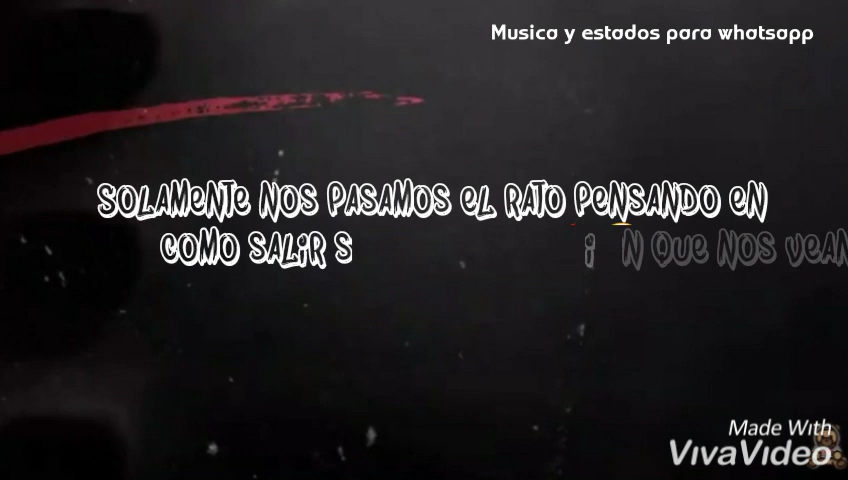 Musica y estados para whatsapp
SOLAMENTE NOS PASAMOS EL RATO PENSANDO EN
COMO SALIR S i N QUE NOS VEAN
Made With
VivaVideo